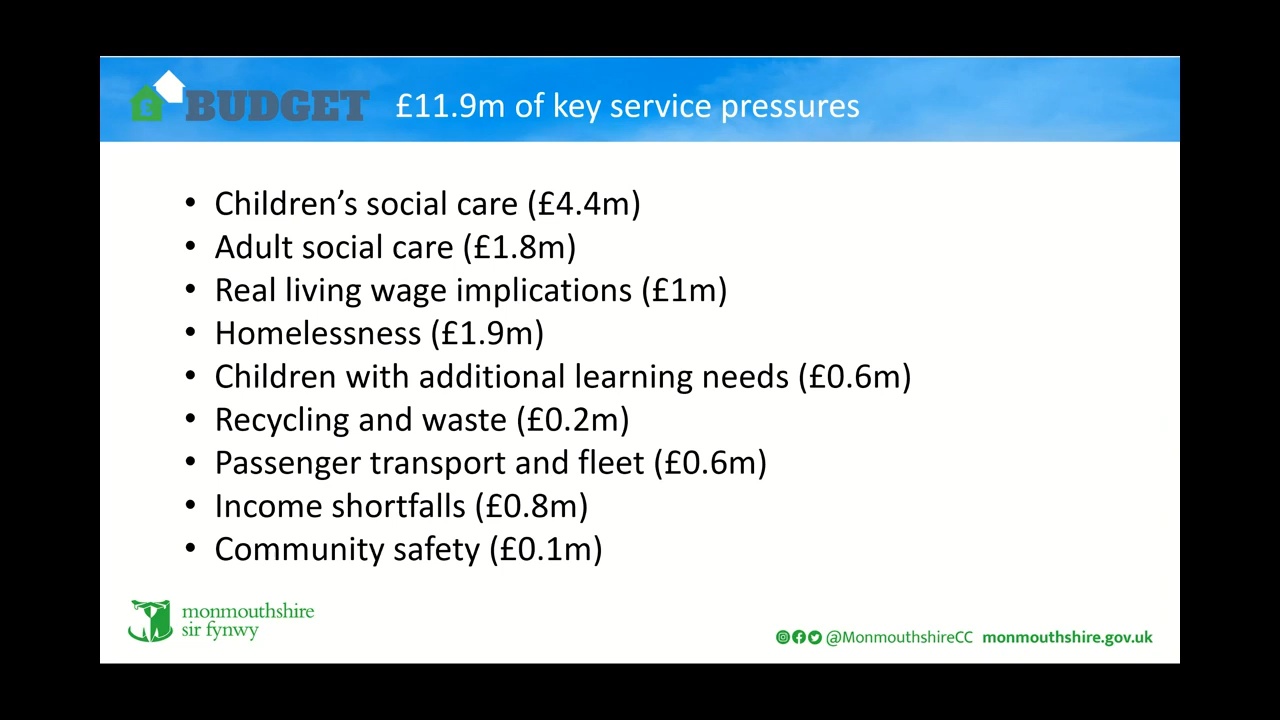 £ BUDGET £11.9m of key service pressures
• Children’s social care (£4.4m)
• Adult social care (£1.8m)
• Real living wage implications (£1m)
• Homelessness (£1.9m)
• Children with additional learning needs (£0.6m)
• Recycling and waste (£0.2m)
• Passenger transport and fleet (£0.6m)
• Income shortfalls (£0.8m)
• Community safety (£0.1m)
monmouthshire
sir fynwy
@MonmouthshireCC monmouthshire.gov.uk